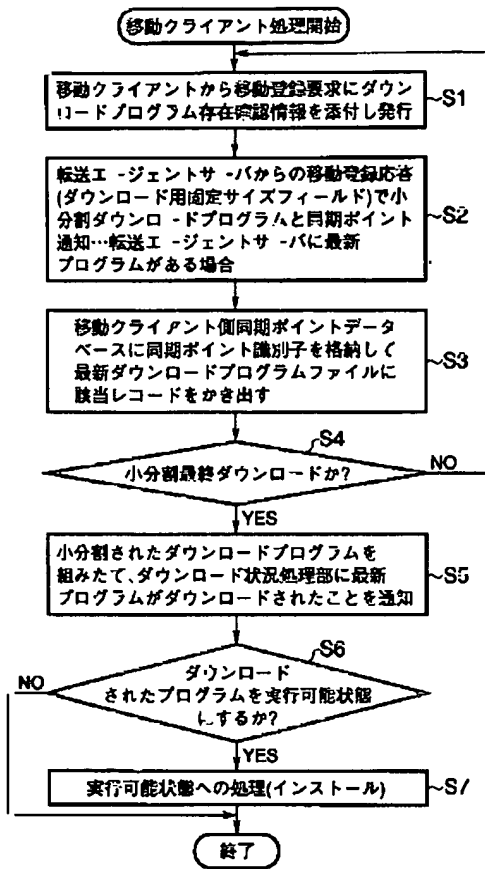 移動クライアント処理開始
移動クライアントから移動登録要求にダウン
ロードプログラム存在確認情報を添付し発行
S1
転送エージェントサーバからの移動登録応答
(ダウンロード用固定サイズフィールド)で小
分割ダウンロードプログラムと同期ポイント
通知…転送エージェントサーバに最新
プログラムがある場合
S2
移動クライアント側同期ポイントデータ
ベースに同期ポイント識別子を格納して
最新ダウンロードプログラムファイルに
該当レコードをかき出す
S3
S4
小分割最終ダウンロードか?
NO
YES
小分割されたダウンロードプログラムを
組みたて、ダウンロード状況処理部に最新
プログラムがダウンロードされたことを通知
S5
S6
ダウンロード
されたプログラムを実行可能状態
にするか?
NO
YES
実行可能状態への処理(インストール)
S7
終了